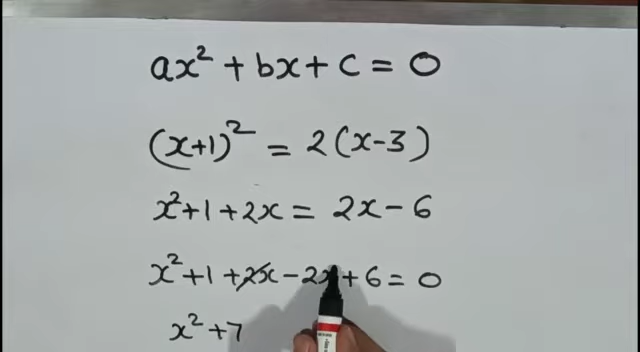 ax² + bx + c = 0
(x+1)² = 2(x-3)
x²+1+2x = 2x-6
x²+1+2x-2x+6=0
x²+7